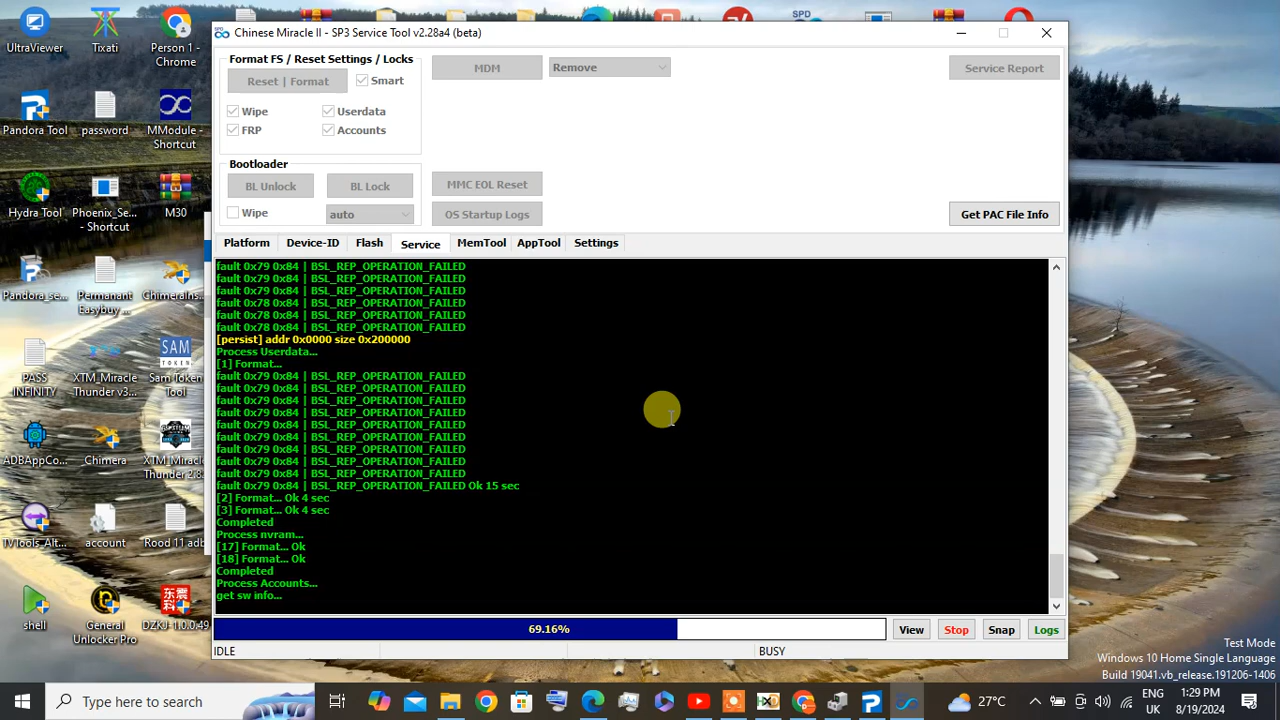 UltraViewer
Tixati
Person 1 - Chrome
Pandora Tool
password
MModule - Shortcut
Hydra Tool
Phoenix_Se... - Shortcut
M30
Pandora_se...
Permanant Easybuy ...
ChimeraIns...
PASS INFINITY
XTM_Miracle Thunder v3...
Sam Token Tool
SAM TOKEN
ADBAppCo...
_Chimera
XTM_Miracle Thunder 2.8...
TVTools_Alt...
account
Rood 11 adb
shell
General Unlocker Pro
DZKJ-1.0.0.49
东震科技
SPD
Chinese Miracle II - SP3 Service Tool v2.28a4 (beta)
Format FS / Reset Settings / Locks
Reset | Format
Smart
Wipe
Userdata
FRP
Accounts
MDM
Remove
Service Report
Bootloader
BL Unlock
BL Lock
Wipe
auto
MMC EOL Reset
OS Startup Logs
Get PAC File Info
Platform
Device-ID
Flash
Service
MemTool
AppTool
Settings
fault 0x79 0x84 | BSL_REP_OPERATION_FAILED
fault 0x79 0x84 | BSL_REP_OPERATION_FAILED
fault 0x79 0x84 | BSL_REP_OPERATION_FAILED
fault 0x78 0x84 | BSL_REP_OPERATION_FAILED
fault 0x78 0x84 | BSL_REP_OPERATION_FAILED
fault 0x78 0x84 | BSL_REP_OPERATION_FAILED
[persist] addr 0x0000 size 0x200000
Process Userdata...
[1] Format...
fault 0x79 0x84 | BSL_REP_OPERATION_FAILED
fault 0x79 0x84 | BSL_REP_OPERATION_FAILED
fault 0x79 0x84 | BSL_REP_OPERATION_FAILED
fault 0x79 0x84 | BSL_REP_OPERATION_FAILED
fault 0x79 0x84 | BSL_REP_OPERATION_FAILED
fault 0x79 0x84 | BSL_REP_OPERATION_FAILED
fault 0x79 0x84 | BSL_REP_OPERATION_FAILED
fault 0x79 0x84 | BSL_REP_OPERATION_FAILED
fault 0x79 0x84 | BSL_REP_OPERATION_FAILED
fault 0x79 0x84 | BSL_REP_OPERATION_FAILED Ok 15 sec
[2] Format... Ok 4 sec
[3] Format... Ok 4 sec
Completed
Process nvram...
[17] Format... Ok
[18] Format... Ok
Completed
Process Accounts...
get sw info...
69.16%
View
Stop
Snap
Logs
IDLE
BUSY
Test Mode
Windows 10 Home Single Language
Build 19041.vb_release.191206-1406
Type here to search
27°C
ENG
UK
1:29 PM
8/19/2024